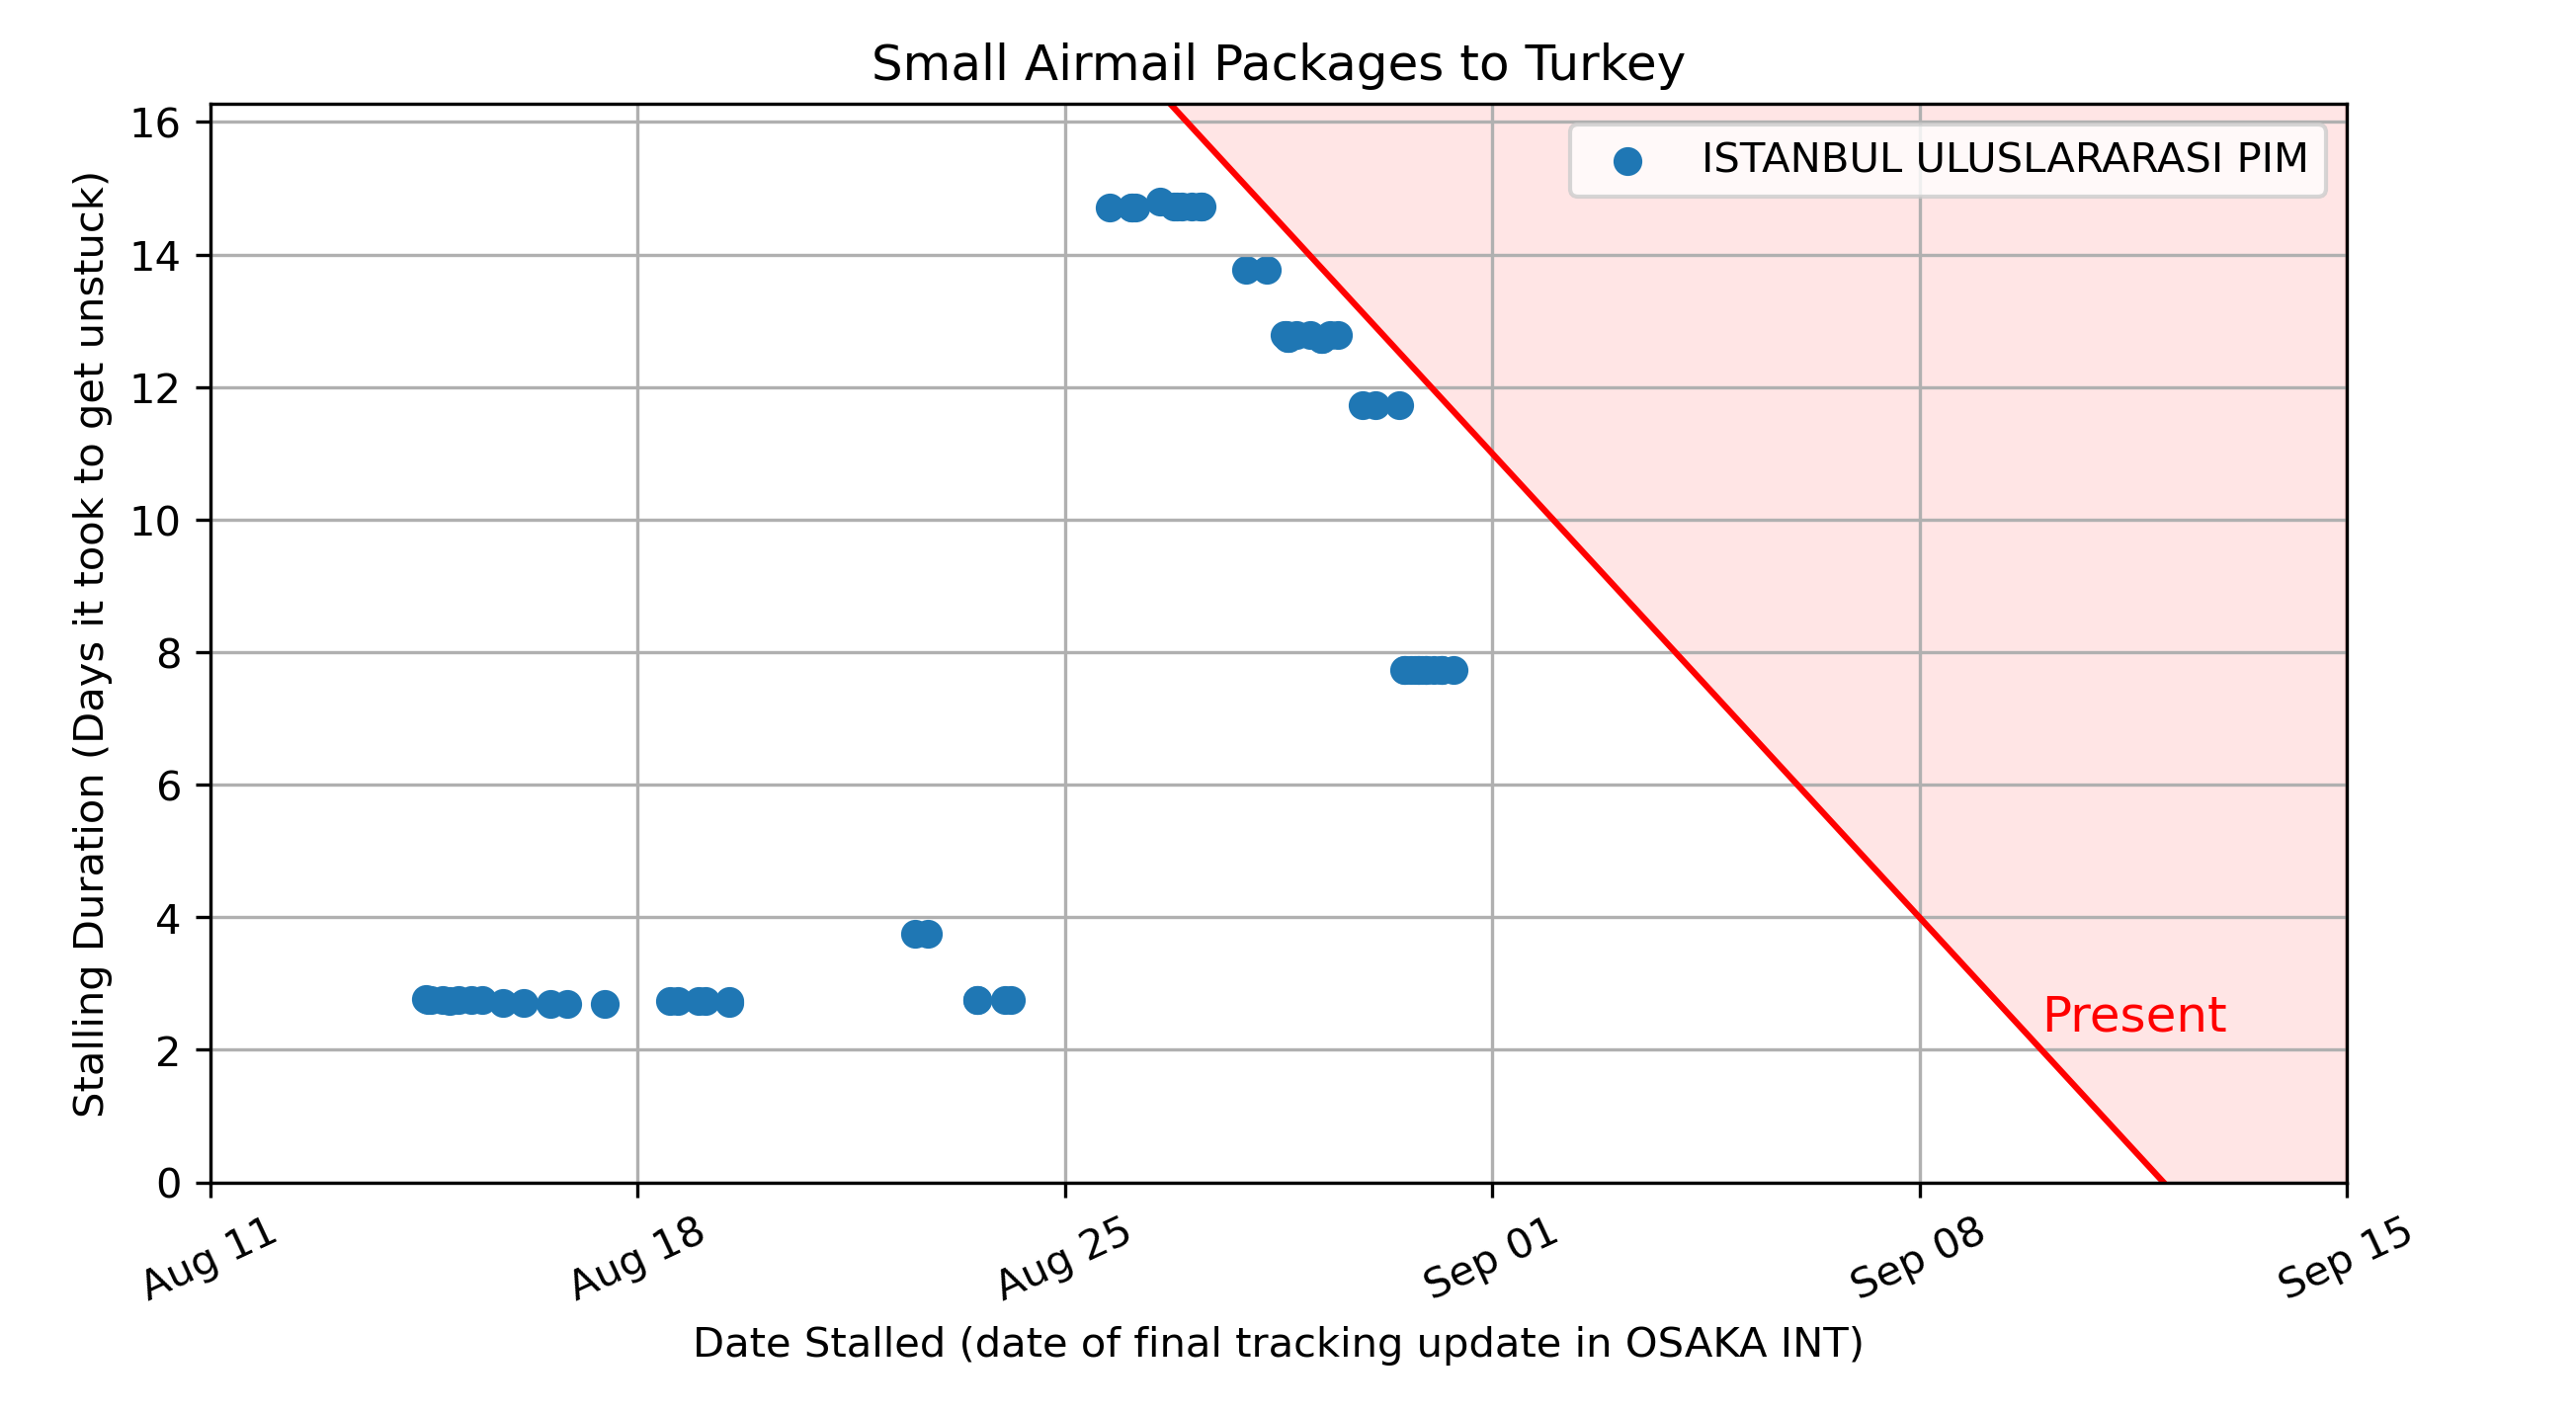 Small Airmail Packages to Turkey
ISTANBUL ULUSLARARASI PIM
Stalling Duration (Days it took to get unstuck)
16
14
12
10
8
6
4
2
0
Present
Aug 11
Aug 18
Aug 25
Sep 01
Sep 08
Sep 15
Date Stalled (date of final tracking update in OSAKA INT)